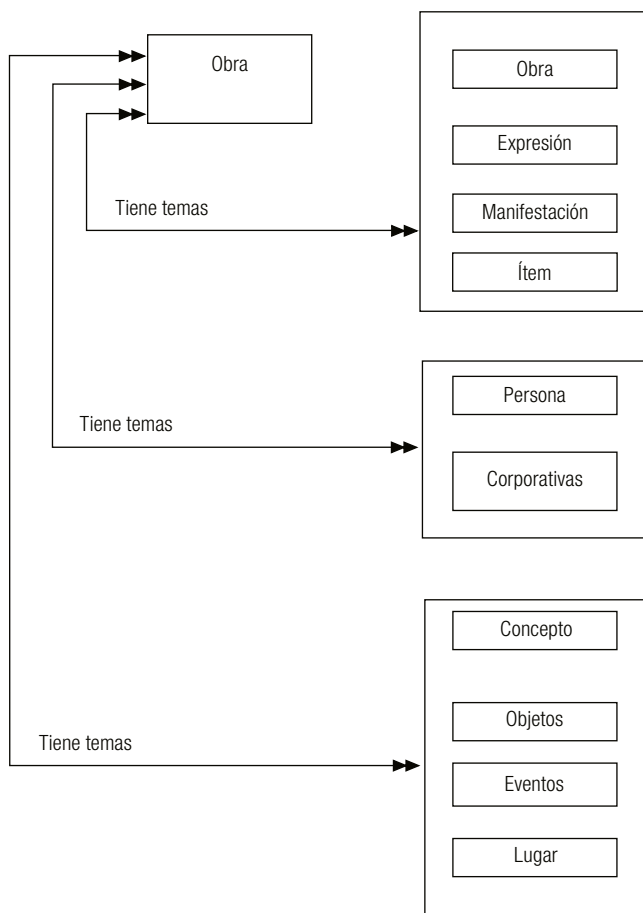 Obra
Obra
Expresión
Manifestación
Tiene temas
Ítem
Persona
Tiene temas
Corporativas
Concepto
Objetos
Tiene temas
Eventos
Lugar